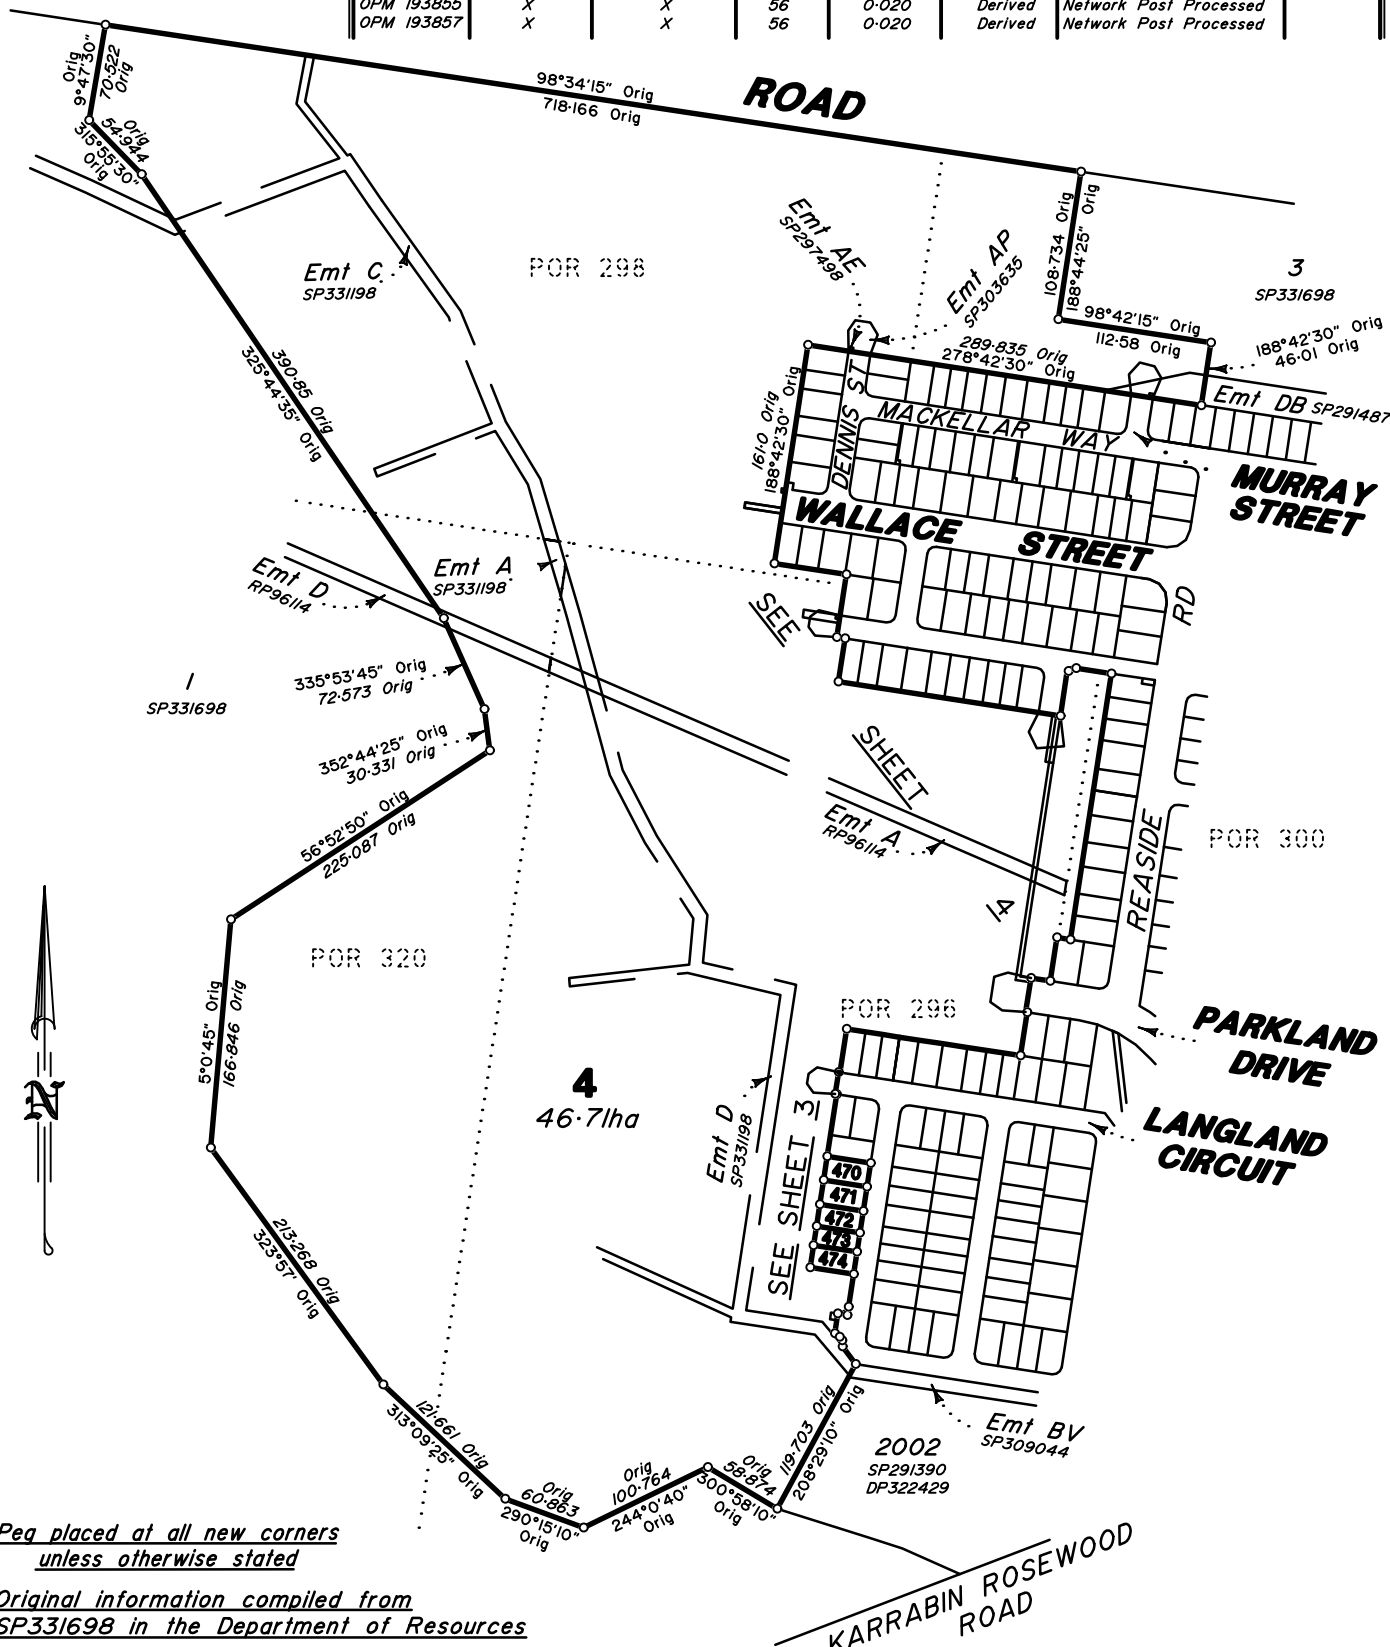 OPM 193855 X X 56 0·020 Derived Network Post Processed
OPM 193857 X X 56 0·020 Derived Network Post Processed
9°47'30" Orig
70·522 Orig
98°34'15" Orig
718·166 Orig
ROAD
54·944 Orig
315°55'30" Orig
Emt C
SP331198
POR 298
Emt AE
SP297498
Emt AP
SP303635
108·734 Orig
188°44'25" Orig
3
SP331698
98°42'15" Orig
112·58 Orig
188°42'30" Orig
46·01 Orig
289·835 Orig
278°42'30" Orig
Emt DB SP291487
390·85 Orig
325°44'35" Orig
161·0 Orig
188°42'30" Orig
DENNIS ST
MACKELLAR WAY
MURRAY
STREET
WALLACE STREET
Emt D
RP96114
Emt A
SP331198
SEE
RD
335°53'45" Orig
72·573 Orig
1
SP331698
352°44'25" Orig
30·331 Orig
SHEET
56°52'50" Orig
225·087 Orig
Emt A
RP96114
POR 300
REASIDE
14
POR 320
5°0'45" Orig
166·846 Orig
POR 296
PARKLAND
DRIVE
N
4
46·71ha
Emt D
SP331198
SEE SHEET 3
LANGLAND
CIRCUIT
470
471
472
473
474
213·268 Orig
323°57' Orig
121·661 Orig
313°09'25" Orig
60·863 Orig
290°15'10" Orig
100·764 Orig
244°0'40" Orig
58·874 Orig
300°58'10" Orig
119·703 Orig
208°29'10" Orig
Emt BV
SP309044
2002
SP291390
DP322429
Peg placed at all new corners
unless otherwise stated
Original information compiled from
SP331698 in the Department of Resources
KARRABIN ROSEWOOD
ROAD